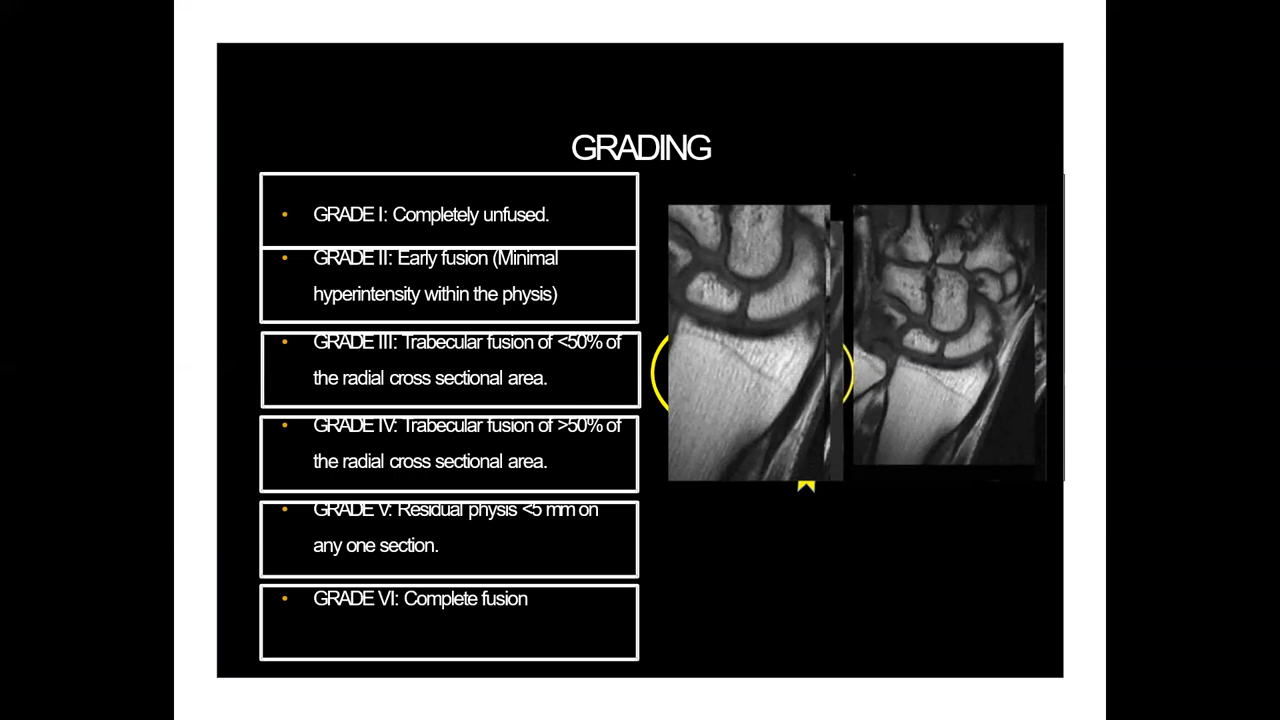 GRADING
• GRADE I: Completely unfused.
• GRADE II: Early fusion (Minimal
hyperintensity within the physis)
• GRADE III: Trabecular fusion of <50% of
the radial cross sectional area.
• GRADE IV: Trabecular fusion of >50% of
the radial cross sectional area.
• GRADE V: Residual physis <5 mm on
any one section.
• GRADE VI: Complete fusion